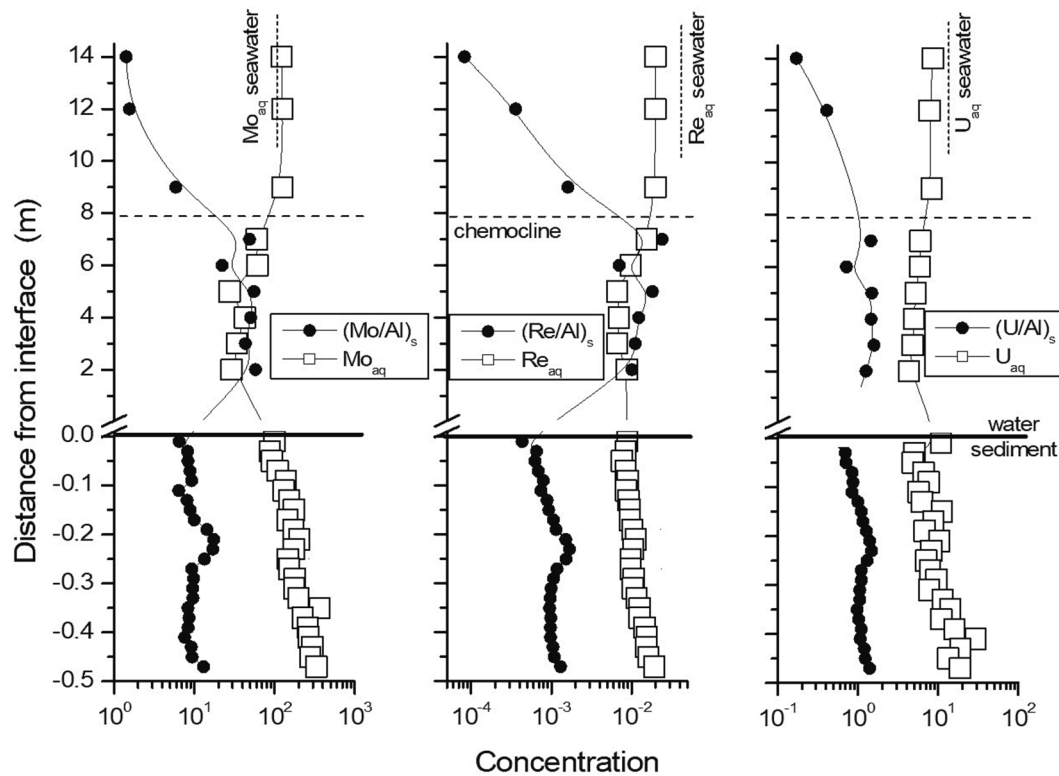 Mo_aq seawater
Re_aq seawater
U_aq seawater
Distance from interface (m)
14
12
10
8
6
4
2
0.0
-0.1
-0.2
-0.3
-0.4
-0.5
chemocline
(Mo/Al)_s
Mo_aq
(Re/Al)_s
Re_aq
(U/Al)_s
U_aq
water
sediment
10^0 10^1 10^2 10^3
10^-4 10^-3 10^-2
10^-1 10^0 10^1 10^2
Concentration